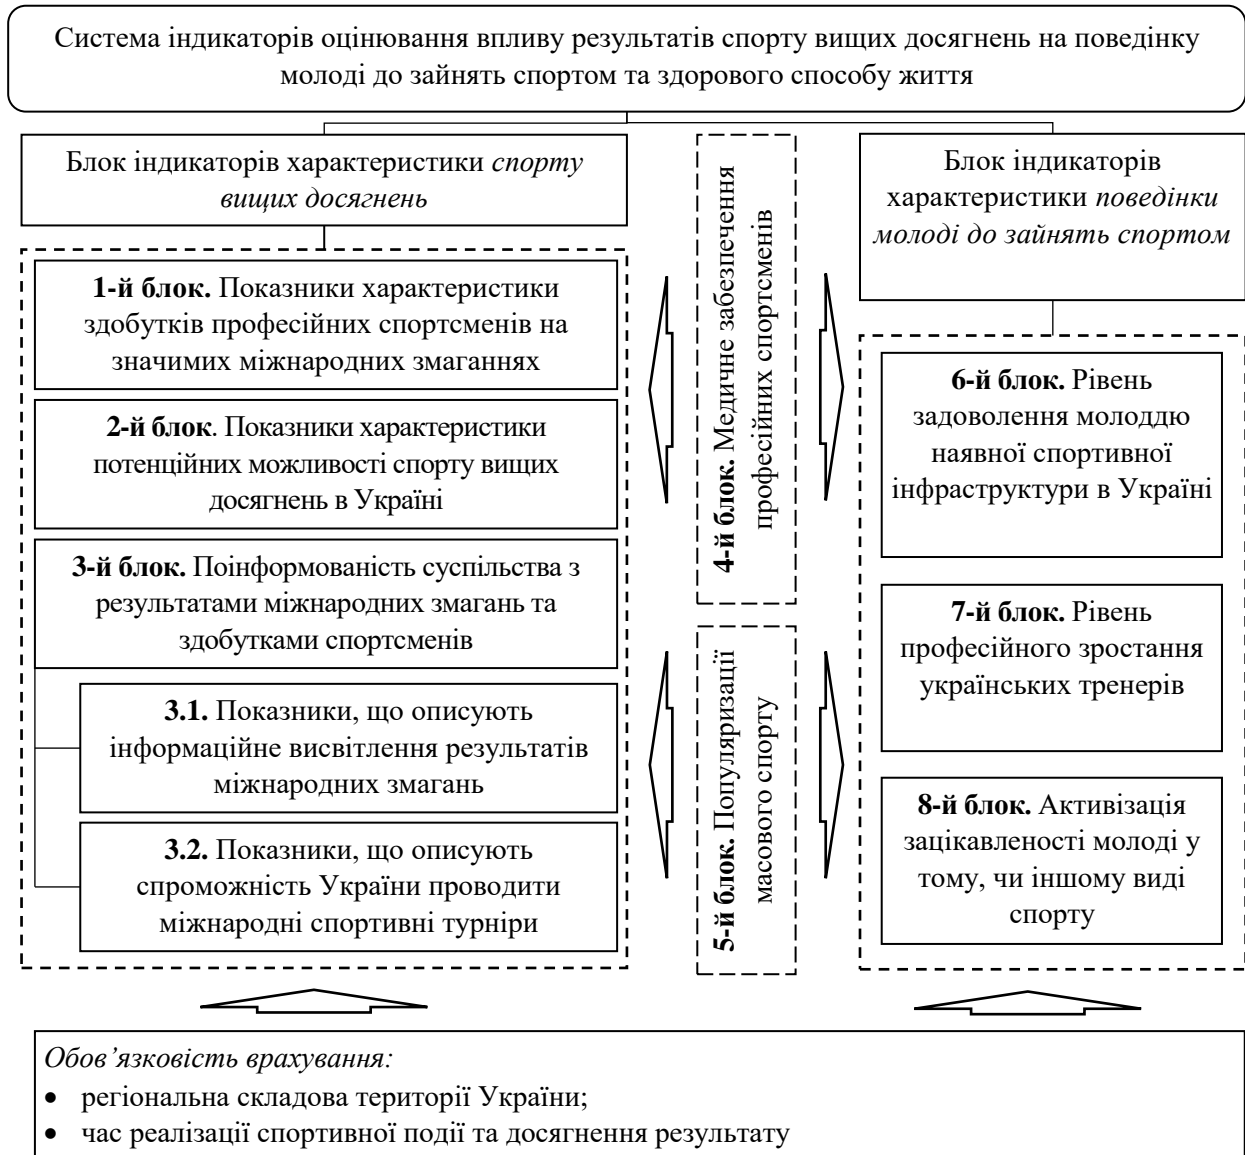 Система індикаторів оцінювання впливу результатів спорту вищих досягнень на поведінку
молоді до зайнять спортом та здорового способу життя
Блок індикаторів характеристики спорту
вищих досягнень
1-й блок. Показники характеристики
здобутків професійних спортсменів на
значимих міжнародних змаганнях
2-й блок. Показники характеристики
потенційних можливості спорту вищих
досягнень в Україні
3-й блок. Поінформованість суспільства з
результатами міжнародних змагань та
здобутками спортсменів
3.1. Показники, що описують
інформаційне висвітлення результатів
міжнародних змагань
3.2. Показники, що описують
спроможність України проводити
міжнародні спортивні турніри
4-й блок. Медичне забезпечення
професійних спортсменів
5-й блок. Популяризації
масового спорту
Блок індикаторів
характеристики поведінки
молоді до зайнять спортом
6-й блок. Рівень
задоволення молоддю
наявної спортивної
інфраструктури в Україні
7-й блок. Рівень
професійного зростання
українських тренерів
8-й блок. Активізація
зацікавленості молоді у
тому, чи іншому виді
спорту
Обов’язковість врахування:
• регіональна складова території України;
• час реалізації спортивної події та досягнення результату